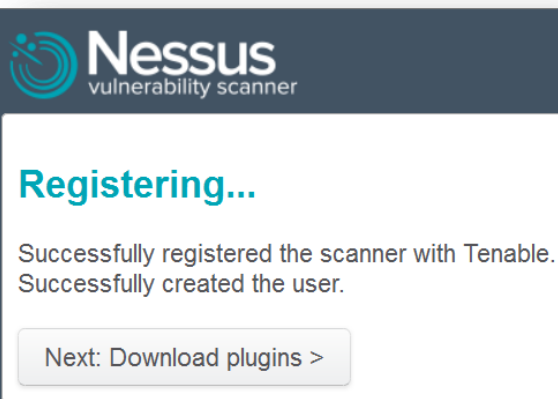 Nessus
vulnerability scanner
Registering...
Successfully registered the scanner with Tenable.
Successfully created the user.
Next: Download plugins >